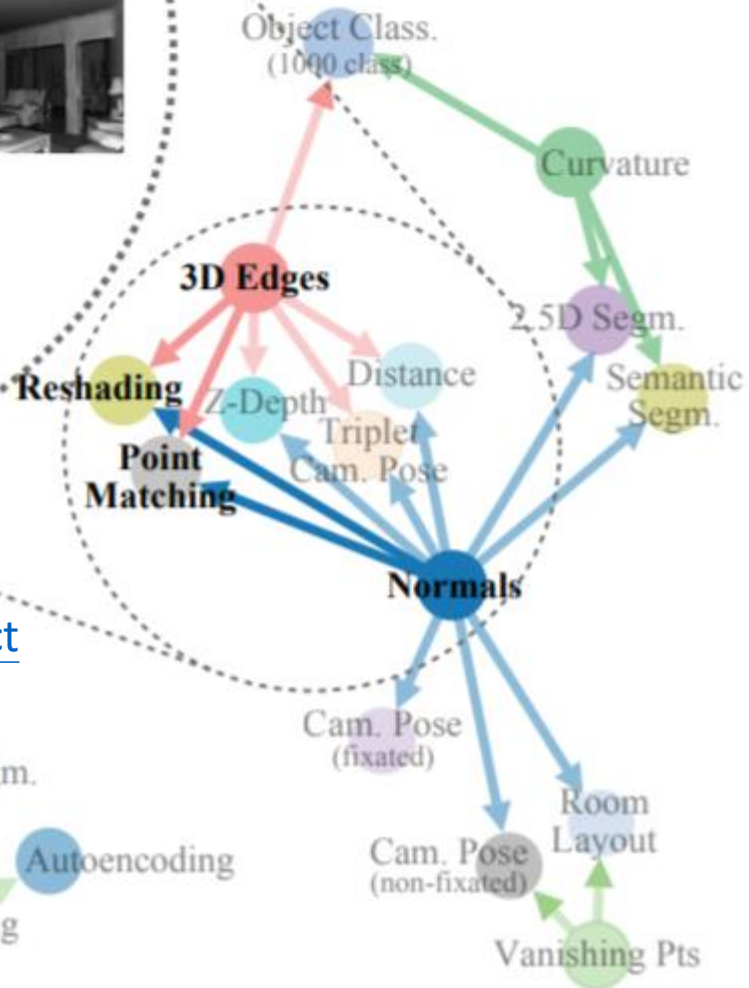 Object Class.
(1000 class)
Curvature
3D Edges
2.5D Segm.
Reshading
Z-Depth
Distance
Semantic
Segm.
Triplet
Cam. Pose
Point
Matching
Normals
ct
Cam. Pose
(fixated)
m.
Room
Layout
Autoencoding
Cam. Pose
(non-fixated)
g
Vanishing Pts